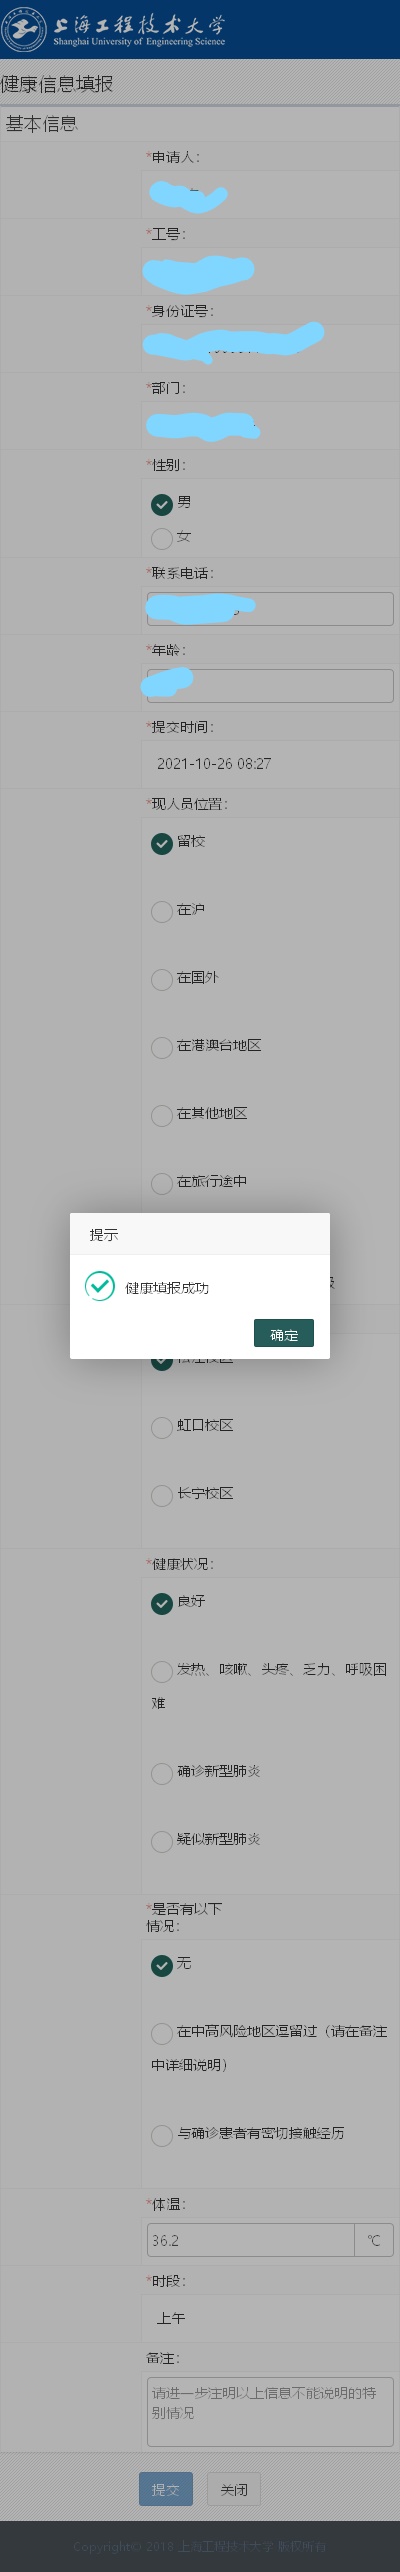 上海工程技术大学
Shanghai University of Engineering Science
健康信息填报
基本信息
*申请人:
*工号:
*身份证号:
*部门:
*性别:
男
女
*联系电话:
*年龄:
*提交时间:
2021-10-26 08:27
*现人员位置:
留校
在沪
在国外
在港澳台地区
在其他地区
在旅行途中
提示
健康填报成功
确定
虹口校区
长宁校区
*健康状况:
良好
发热、咳嗽、头疼、乏力、呼吸困
难
确诊新型肺炎
疑似新型肺炎
*是否有以下
情况:
无
在中高风险地区逗留过（请在备注
中详细说明）
与确诊患者有密切接触经历
*体温:
36.2 ℃
*时段:
上午
备注:
请进一步注明以上信息不能说明的特
别情况
提交 关闭
Copyright© 2018 上海工程技术大学 版权所有